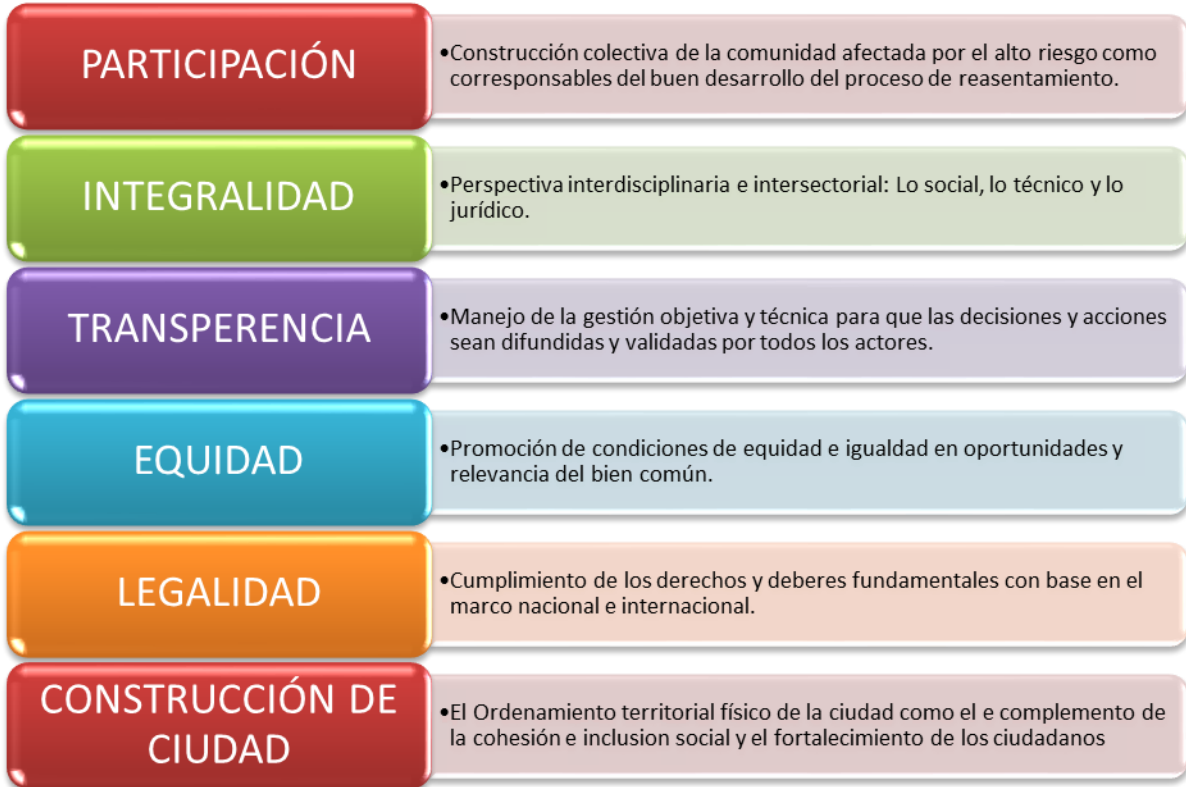 PARTICIPACIÓN
•Construcción colectiva de la comunidad afectada por el alto riesgo como
corresponsables del buen desarrollo del proceso de reasentamiento.
INTEGRALIDAD
•Perspectiva interdisciplinaria e intersectorial: Lo social, lo técnico y lo
jurídico.
TRANSPERENCIA
•Manejo de la gestión objetiva y técnica para que las decisiones y acciones
sean difundidas y validadas por todos los actores.
EQUIDAD
•Promoción de condiciones de equidad e igualdad en oportunidades y
relevancia del bien común.
LEGALIDAD
•Cumplimiento de los derechos y deberes fundamentales con base en el
marco nacional e internacional.
CONSTRUCCIÓN DE
CIUDAD
•El Ordenamiento territorial físico de la ciudad como el e complemento de
la cohesión e inclusion social y el fortalecimiento de los ciudadanos